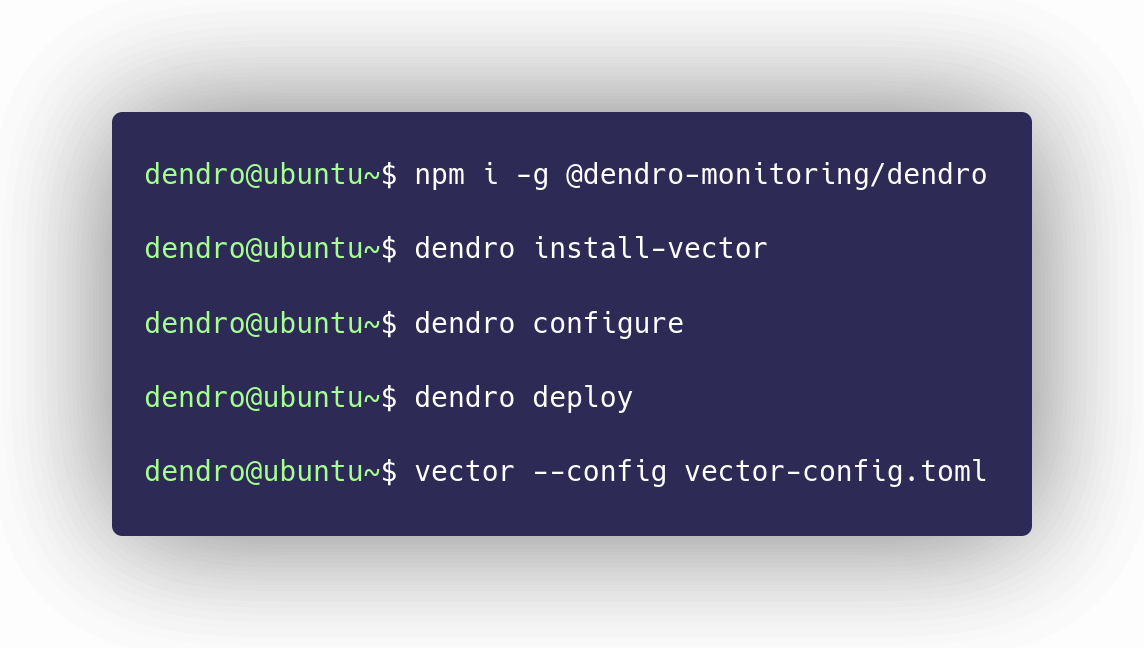 dendro@ubuntu~$ npm i -g @dendro-monitoring/dendro
dendro@ubuntu~$ dendro install-vector
dendro@ubuntu~$ dendro configure
dendro@ubuntu~$ dendro deploy
dendro@ubuntu~$ vector --config vector-config.toml